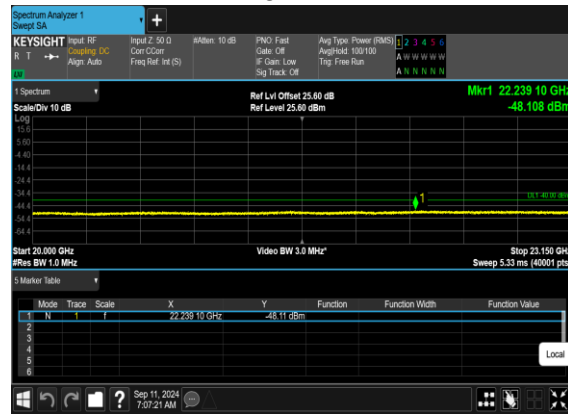 Spectrum Analyzer 1
Swept SA
+
KEYSIGHT Input: RF Input Z: 50 Ω #Atten: 10 dB PNO: Fast Avg Type: Power (RMS) 1 2 3 4 5 6
R T Coupling: DC Corr CCorr Gate: Off Avg|Hold: 100/100 A W W W W W
Align: Auto Freq Ref: Int (S) IF Gain: Low Trig: Free Run
LXI Sig Track: Off A N N N N N
1 Spectrum Ref Lvl Offset 25.60 dB Mkr1 22.239 10 GHz
Scale/Div 10 dB Ref Level 25.60 dBm -48.108 dBm
Log
15.6
5.60
-4.40
-14.4
-24.4
-34.4
1
-44.4
-54.4
-64.4
Start 20.000 GHz Video BW 3.0 MHz* Stop 23.150 GHz
#Res BW 1.0 MHz Sweep 5.33 ms (40001 pts)
5 Marker Table
Mode Trace Scale X Y Function Function Width Function Value
1 N 1 f 22.239 10 GHz -48.11 dBm
2
3
4
5
6
Local
? Sep 11, 2024
7:07:21 AM